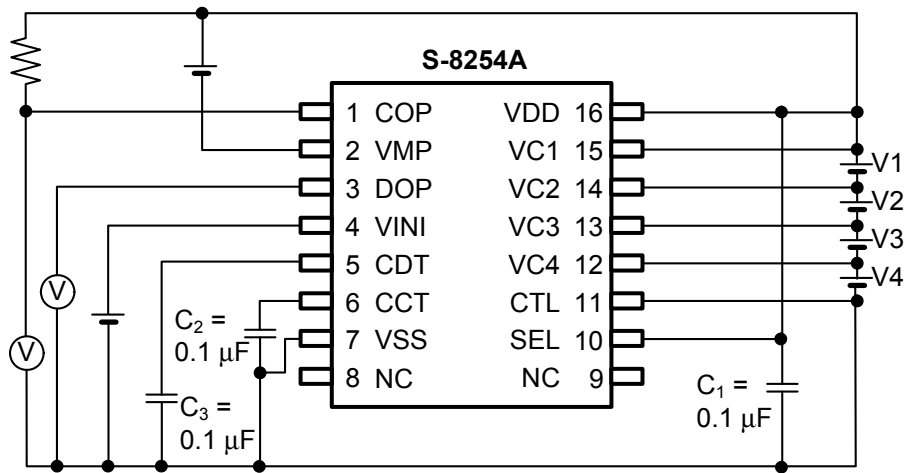 S-8254A
1 COP VDD 16
2 VMP VC1 15
3 DOP VC2 14
4 VINI VC3 13
5 CDT VC4 12
6 CCT CTL 11
7 VSS SEL 10
8 NC NC 9
V1
V2
V3
V4
V
V
C2 =
0.1 μF
C3 =
0.1 μF
C1 =
0.1 μF